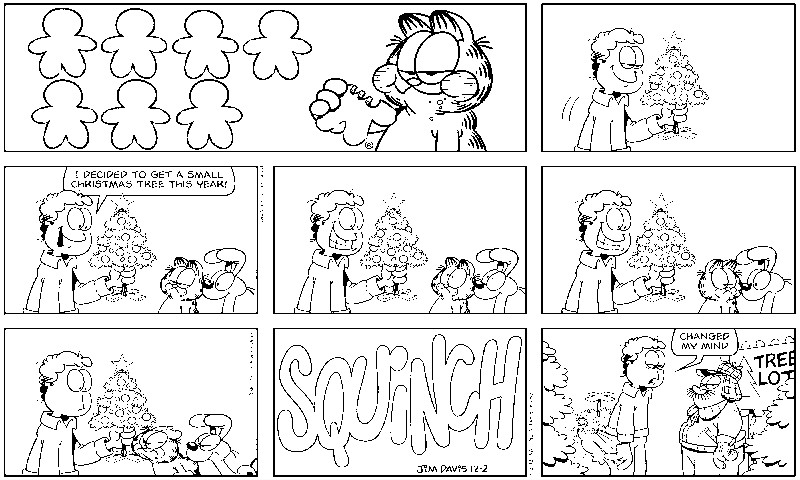 I DECIDED TO GET A SMALL
CHRISTMAS TREE THIS YEAR!
SQUINCH
JIM DAVIS 12-2
CHANGED
MY MIND
TREE
LOT